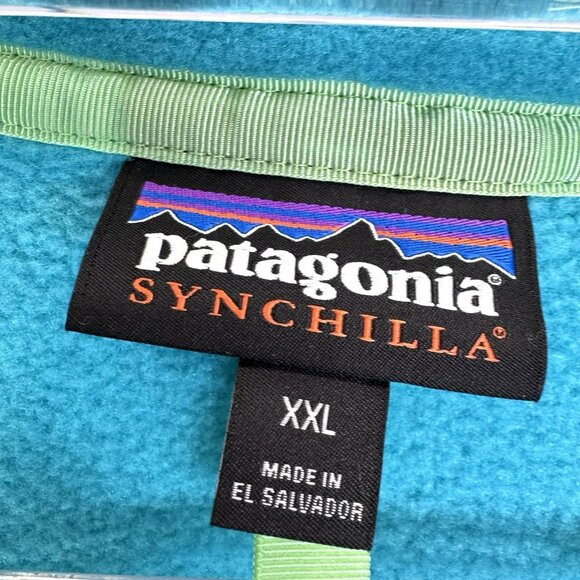 patagonia®
SYNCHILLA®
XXL
MADE IN
EL SALVADOR